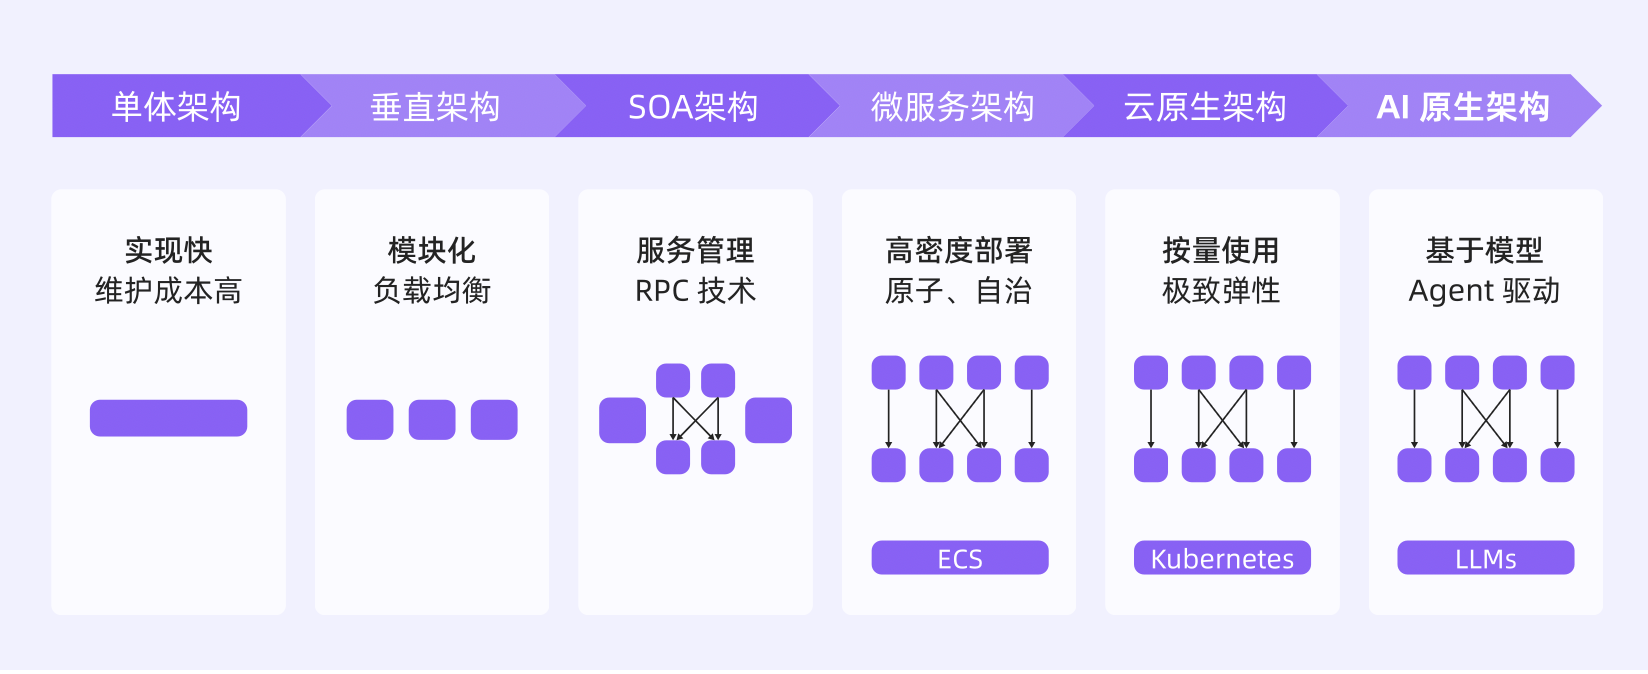 单体架构
垂直架构
SOA架构
微服务架构
云原生架构
AI 原生架构
实现快
维护成本高
模块化
负载均衡
服务管理
RPC 技术
高密度部署
原子、自治
ECS
按量使用
极致弹性
Kubernetes
基于模型
Agent 驱动
LLMs